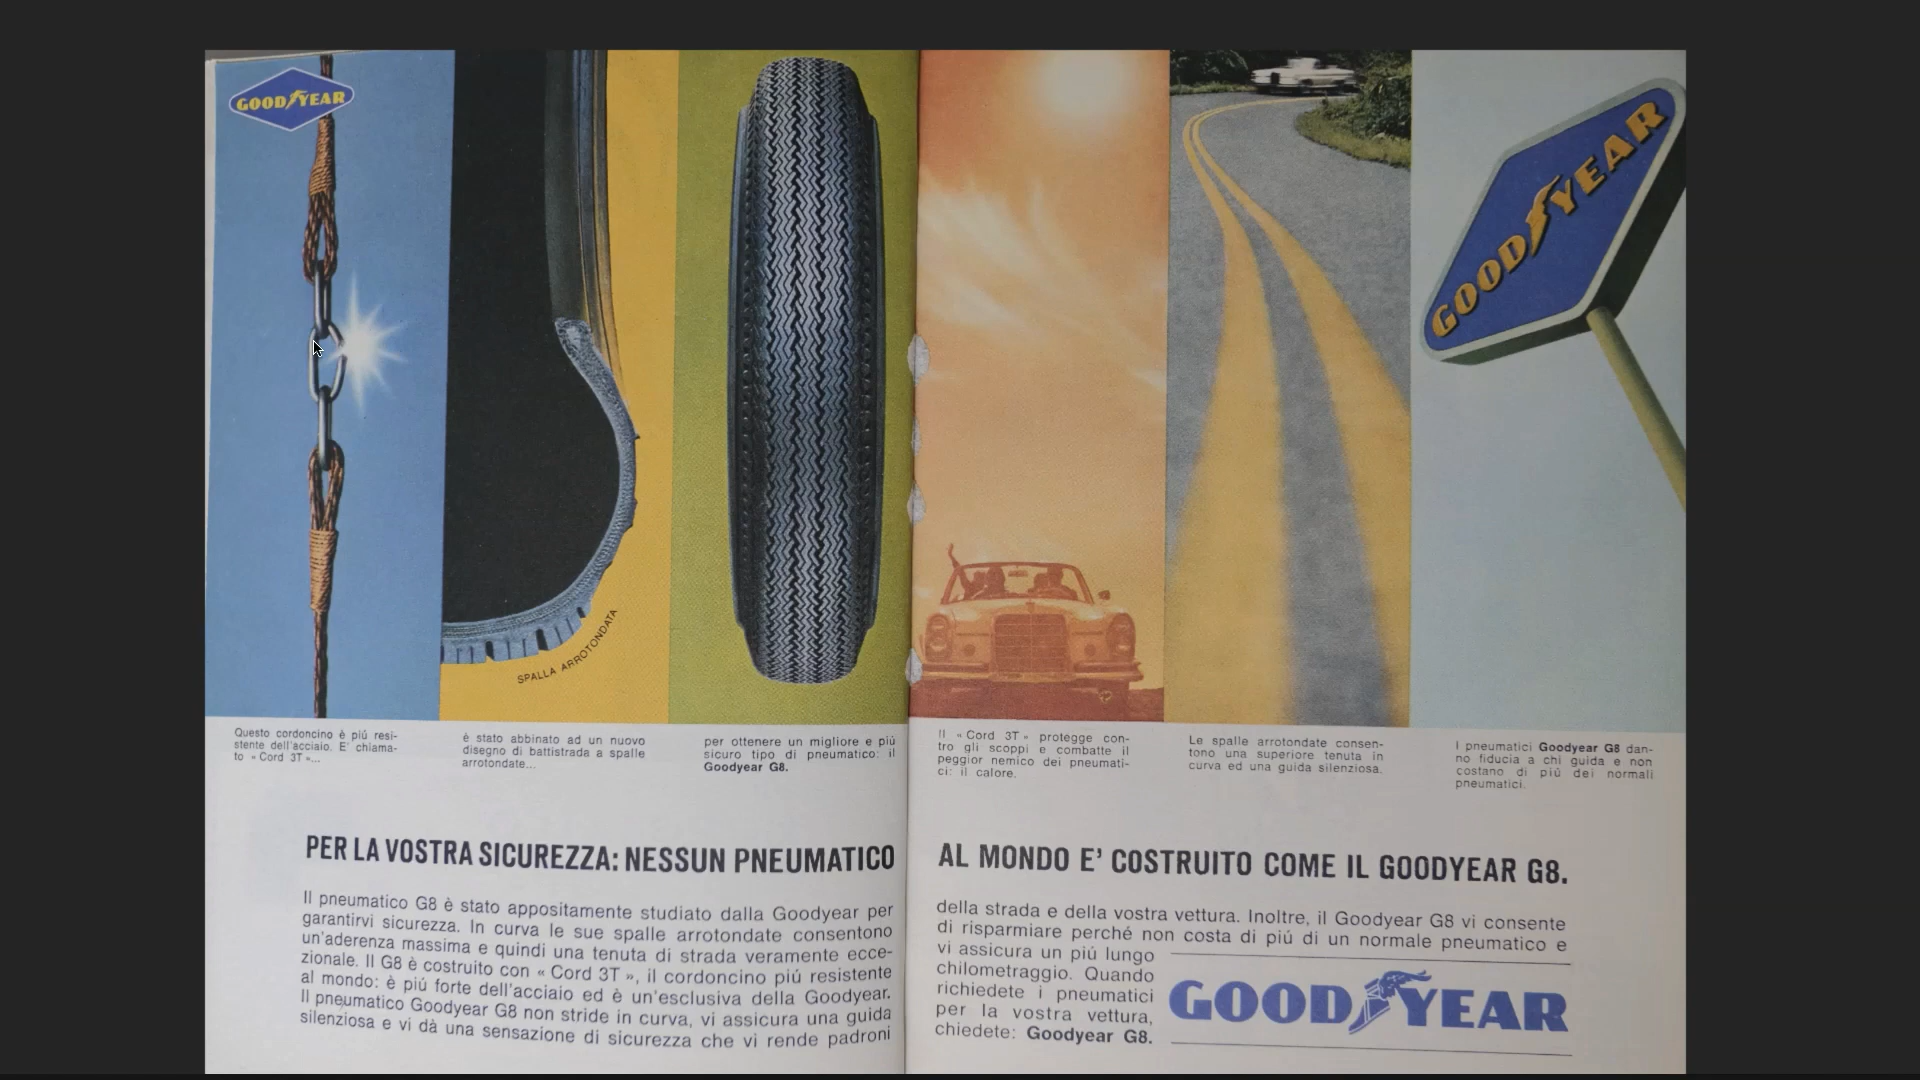 GOODYEAR
SPALLA ARROTONDATA
GOODYEAR
Questo cordoncino è piú resi-
stente dell'acciaio. E' chiama-
to «Cord 3T»...
è stato abbinato ad un nuovo
disegno di battistrada a spalle
arrotondate...
per ottenere un migliore e più
sicuro tipo di pneumatico: il
Goodyear G8.
Il «Cord 3T» protegge con-
tro gli scoppi e combatte il
peggior nemico dei pneumati-
ci: il calore.
Le spalle arrotondate consen-
tono una superiore tenuta in
curva ed una guida silenziosa.
I pneumatici Goodyear G8 dan-
no fiducia a chi guida e non
costano di piú dei normali
pneumatici.
PER LA VOSTRA SICUREZZA: NESSUN PNEUMATICO
Il pneumatico G8 è stato appositamente studiato dalla Goodyear per
garantirvi sicurezza. In curva le sue spalle arrotondate consentono
un'aderenza massima e quindi una tenuta di strada veramente ecce-
zionale. Il G8 è costruito con «Cord 3T», il cordoncino piú resistente
al mondo: è piú forte dell'acciaio ed è un'esclusiva della Goodyear.
Il pneumatico Goodyear G8 non stride in curva, vi assicura una guida
silenziosa e vi dà una sensazione di sicurezza che vi rende padroni
AL MONDO E' COSTRUITO COME IL GOODYEAR G8.
della strada e della vostra vettura. Inoltre, il Goodyear G8 vi consente
di risparmiare perché non costa di piú di un normale pneumatico e
vi assicura un piú lungo
chilometraggio. Quando
richiedete i pneumatici
per la vostra vettura,
chiedete: Goodyear G8.
GOODYEAR